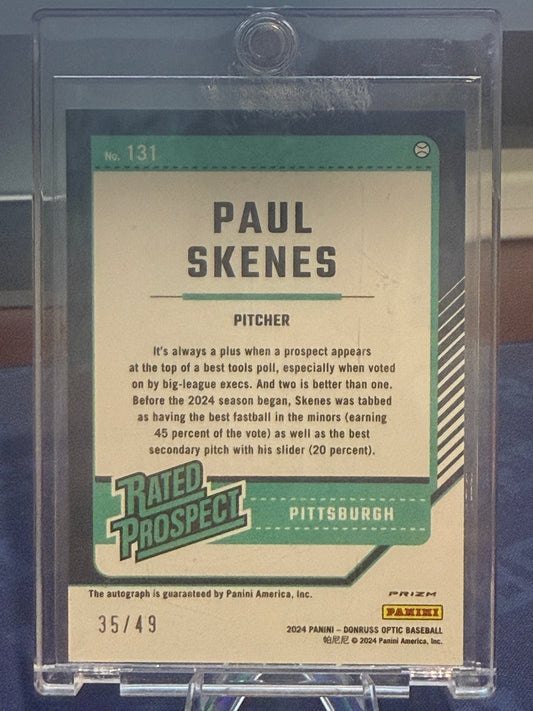 No. 131
PAUL
SKENES
PITCHER
It's always a plus when a prospect appears
at the top of a best tools poll, especially when voted
on by big-league execs. And two is better than one.
Before the 2024 season began, Skenes was tabbed
as having the best fastball in the minors (earning
45 percent of the vote) as well as the best
secondary pitch with his slider (20 percent).
RATED
PROSPECT
PITTSBURGH
The autograph is guaranteed by Panini America, Inc.
PRIZM
35/49
PANINI
2024 PANINI – DONRUSS OPTIC BASEBALL
帕尼尼 © 2024 Panini America, Inc.